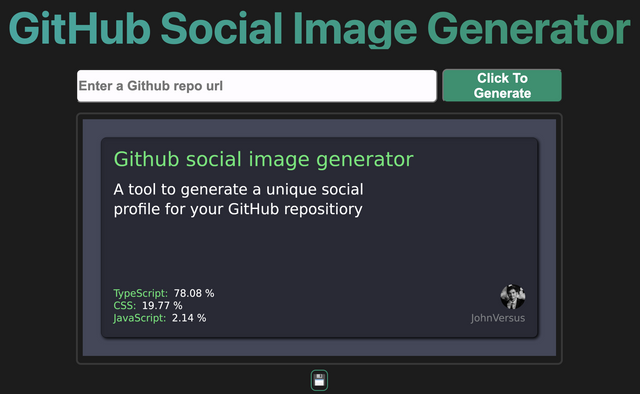 GitHub Social Image Generator
Enter a Github repo url
Click To
Generate
Github social image generator
A tool to generate a unique social
profile for your GitHub repositiory
TypeScript: 78.08 %
CSS: 19.77 %
JavaScript: 2.14 %
JohnVersus